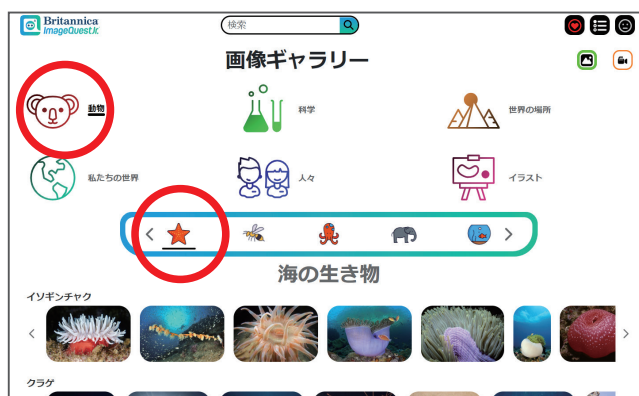 Britannica
ImageQuest Jr.
検索
画像ギャラリー
動物
科学
世界の場所
私たちの世界
人々
イラスト
海の生き物
イソギンチャク
クラゲ